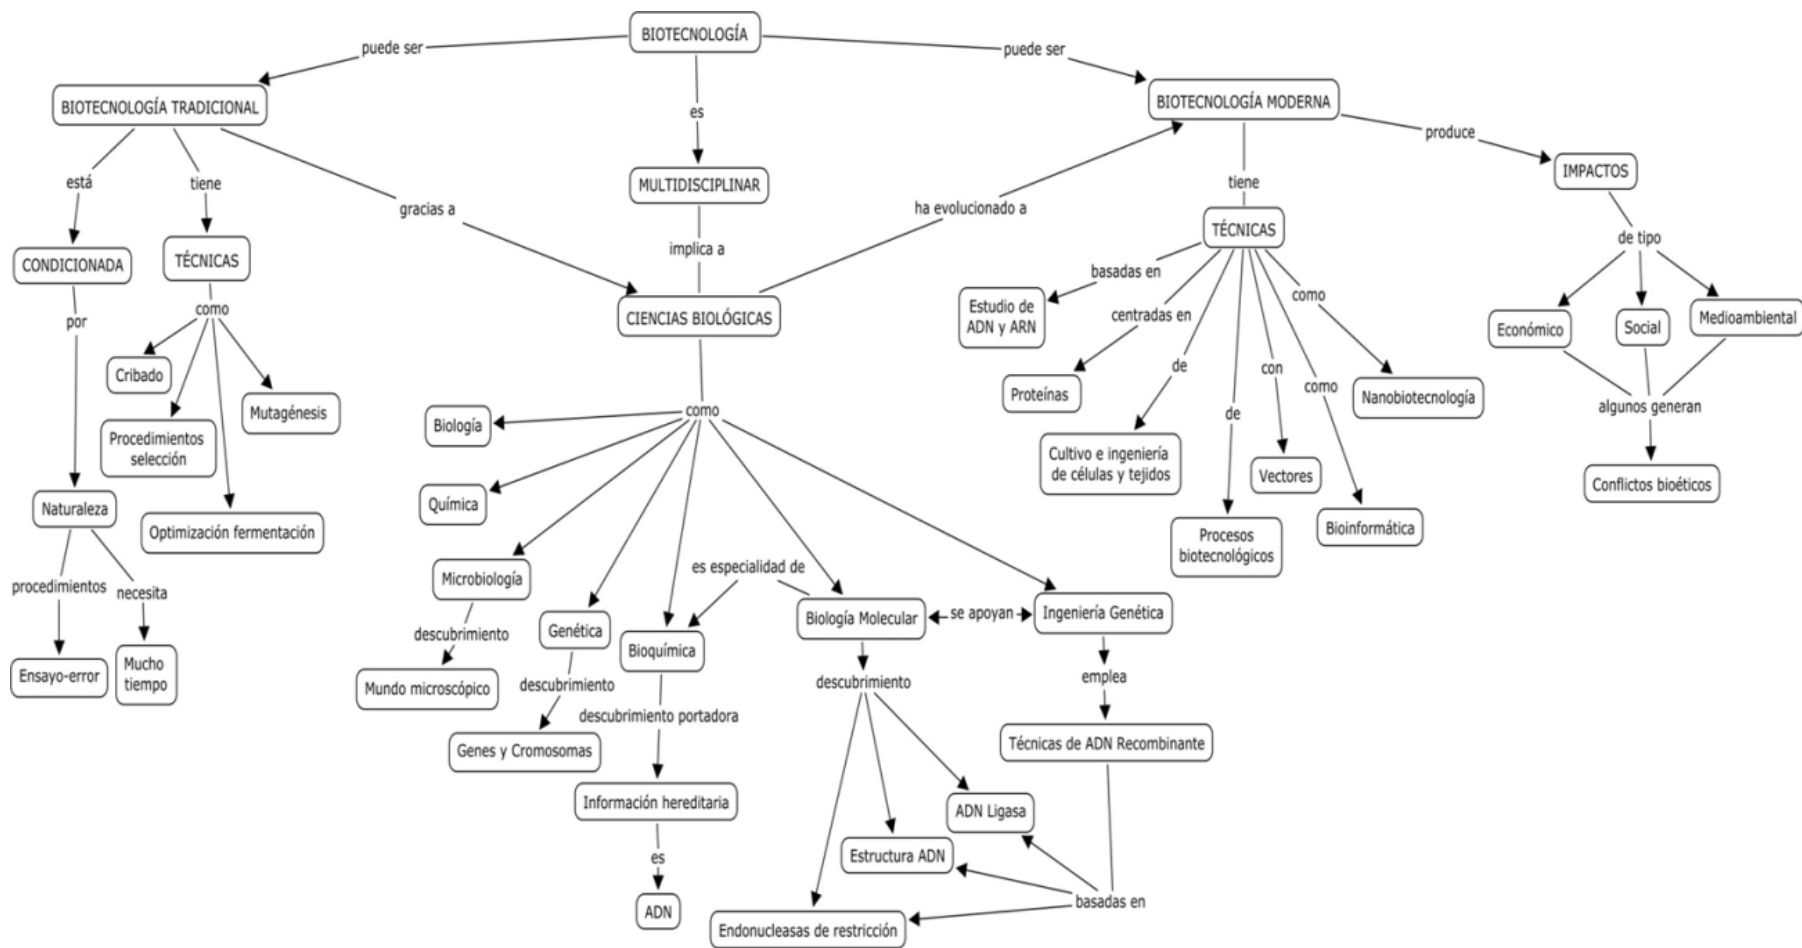 BIOTECNOLOGÍA
puede ser
puede ser
es
BIOTECNOLOGÍA TRADICIONAL
BIOTECNOLOGÍA MODERNA
MULTIDISCIPLINAR
está
tiene
gracias a
implica a
ha evolucionado a
tiene
produce
IMPACTOS
CONDICIONADA
TÉCNICAS
CIENCIAS BIOLÓGICAS
TÉCNICAS
de tipo
por
como
Cribado
Procedimientos
selección
Mutagénesis
Optimización fermentación
Naturaleza
procedimientos
necesita
Ensayo-error
Mucho
tiempo
como
Biología
Química
Microbiología
descubrimiento
Mundo microscópico
Genética
descubrimiento
Genes y Cromosomas
Bioquímica
descubrimiento portadora
Información hereditaria
es
ADN
es especialidad de
Biología Molecular
se apoyan
Ingeniería Genética
descubrimiento
emplea
Técnicas de ADN Recombinante
ADN Ligasa
Estructura ADN
Endonucleasas de restricción
basadas en
basadas en
Estudio de
ADN y ARN
centradas en
Proteínas
de
Cultivo e ingeniería
de células y tejidos
de
Procesos
biotecnológicos
con
Vectores
como
Bioinformática
como
Nanobiotecnología
Económico
Social
Medioambiental
algunos generan
Conflictos bioéticos